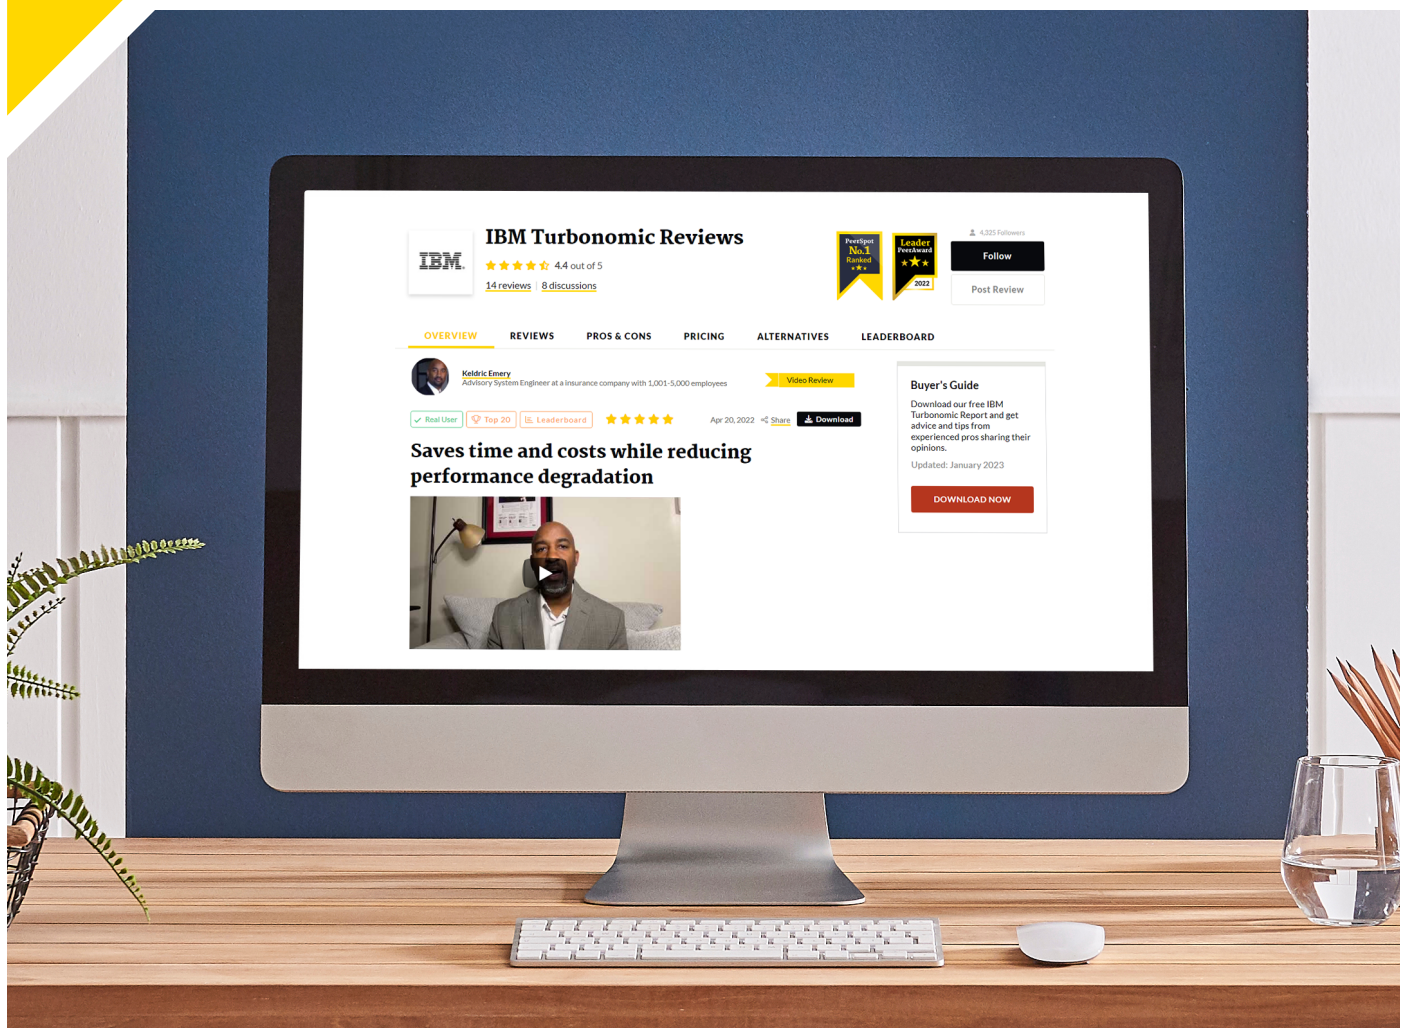 IBM Turbonomic Reviews
4.4 out of 5
14 reviews | 8 discussions
IBM.
PeerSpot
No.1
Ranked
Leader
PeerAward
2022
4,325 Followers
Follow
Post Review
OVERVIEW REVIEWS PROS & CONS PRICING ALTERNATIVES LEADERBOARD
Keldric Emery
Advisory System Engineer at a insurance company with 1,001-5,000 employees
Video Review
Real User Top 20 Leaderboard
Apr 20, 2022 Share Download
Saves time and costs while reducing
performance degradation
Buyer's Guide
Download our free IBM
Turbonomic Report and get
advice and tips from
experienced pros sharing their
opinions.
Updated: January 2023
DOWNLOAD NOW